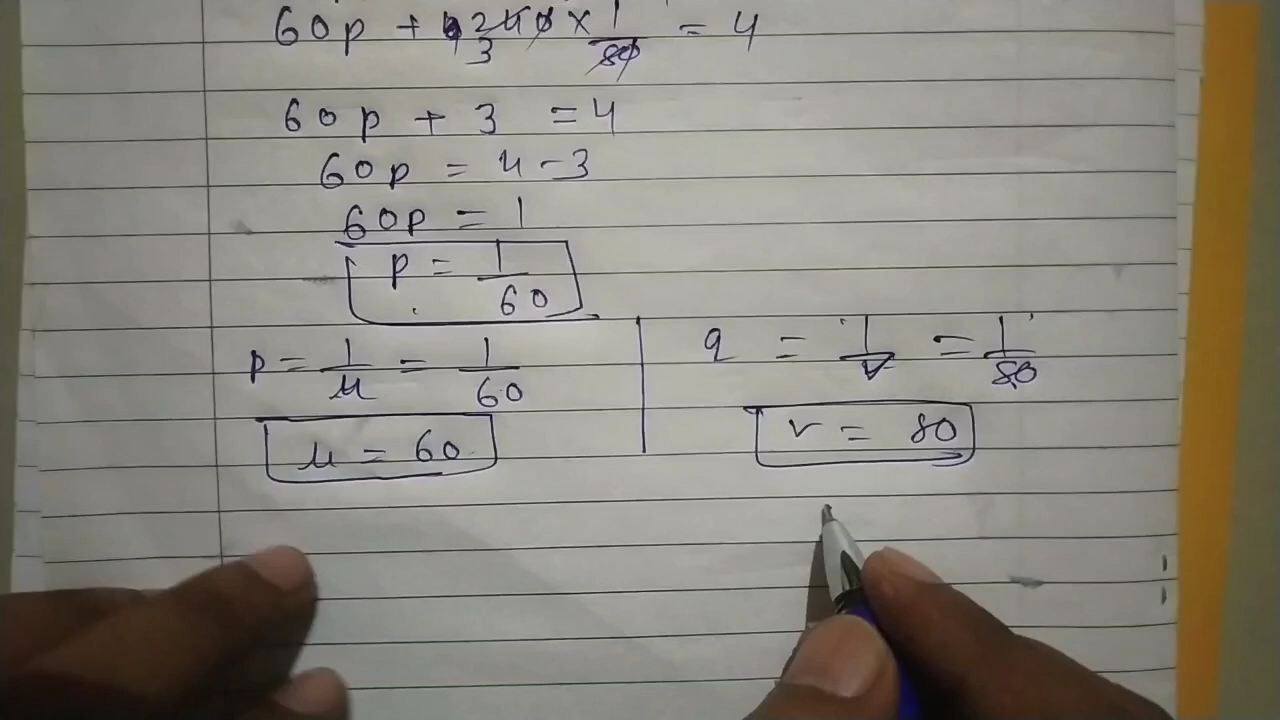 60p + 240 × 1/80 = 4
3
60p + 3 = 4
60p = 4 - 3
60p = 1
p = 1/60
p = 1/u = 1/60
q = 1/v = 1/80
u = 60
v = 80